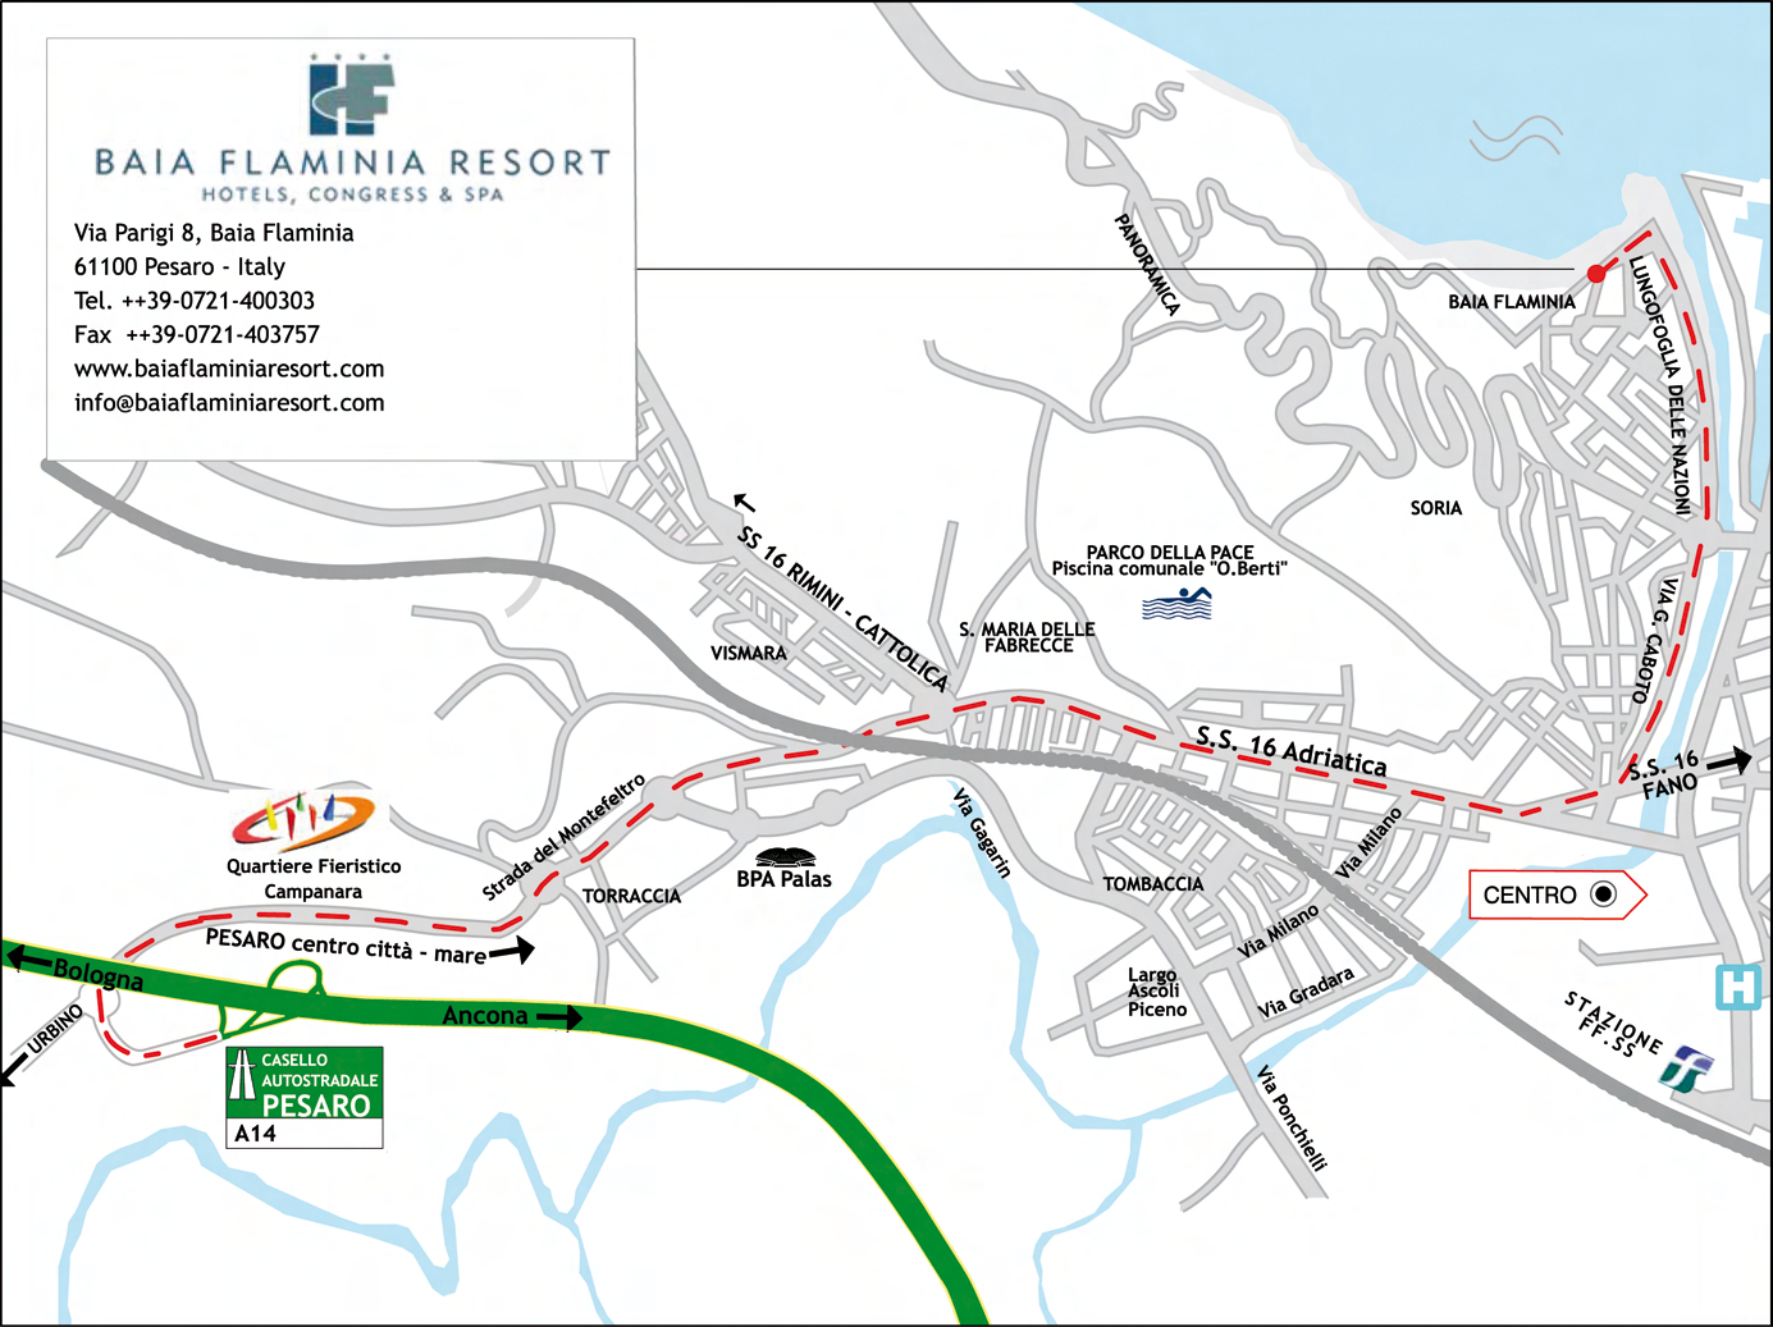 BAIA FLAMINIA RESORT
HOTELS, CONGRESS & SPA
Via Parigi 8, Baia Flaminia
61100 Pesaro - Italy
Tel. ++39-0721-400303
Fax ++39-0721-403757
www.baiaflaminiaresort.com
info@baiaflaminiaresort.com
PANORAMICA
BAIA FLAMINIA
LUNGOFOGLIA DELLE NAZIONI
SORIA
SS 16 RIMINI - CATTOLICA
PARCO DELLA PACE
Piscina comunale "O.Berti"
S. MARIA DELLE
FABRECCE
VISMARA
VIA G. CABOTO
S.S. 16 Adriatica
S.S. 16
FANO
Strada del Montefeltro
Via Gagarin
Via Milano
Quartiere Fieristico
Campanara
BPA Palas
TORRACCIA
TOMBACCIA
CENTRO
PESARO centro città - mare
Via Milano
Bologna
Ancona
URBINO
Largo
Ascoli
Piceno
Via Gradara
H
STAZIONE
FF.SS
CASELLO
AUTOSTRADALE
PESARO
A14
Via Ponchielli